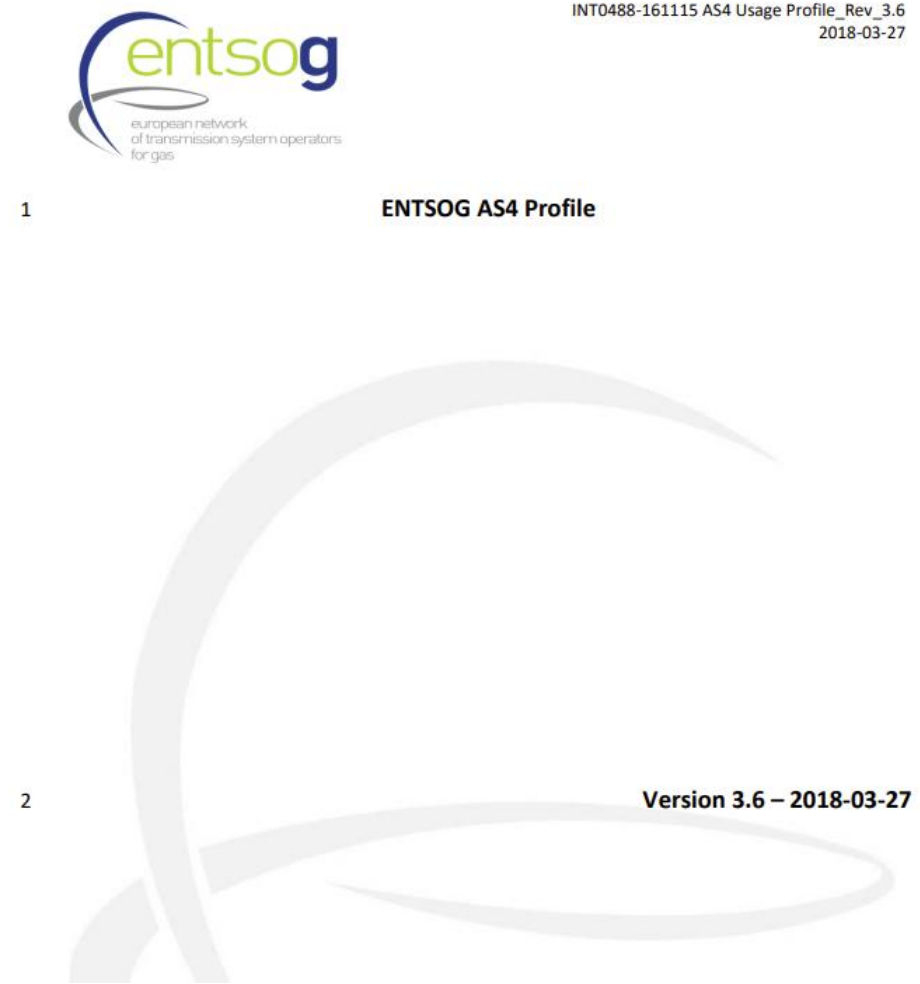 INT0488-161115 AS4 Usage Profile_Rev_3.6
2018-03-27
entsog
european network
of transmission system operators
for gas
1 ENTSOG AS4 Profile
2 Version 3.6 – 2018-03-27